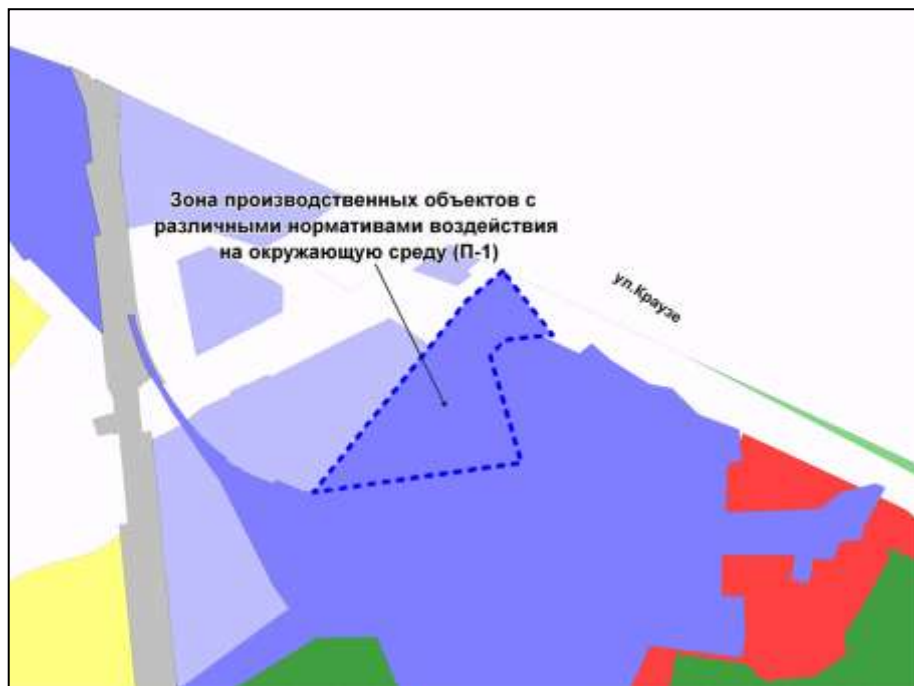 Зона производственных объектов с
различными нормативами воздействия
на окружающую среду (П-1)
ул.Краузе